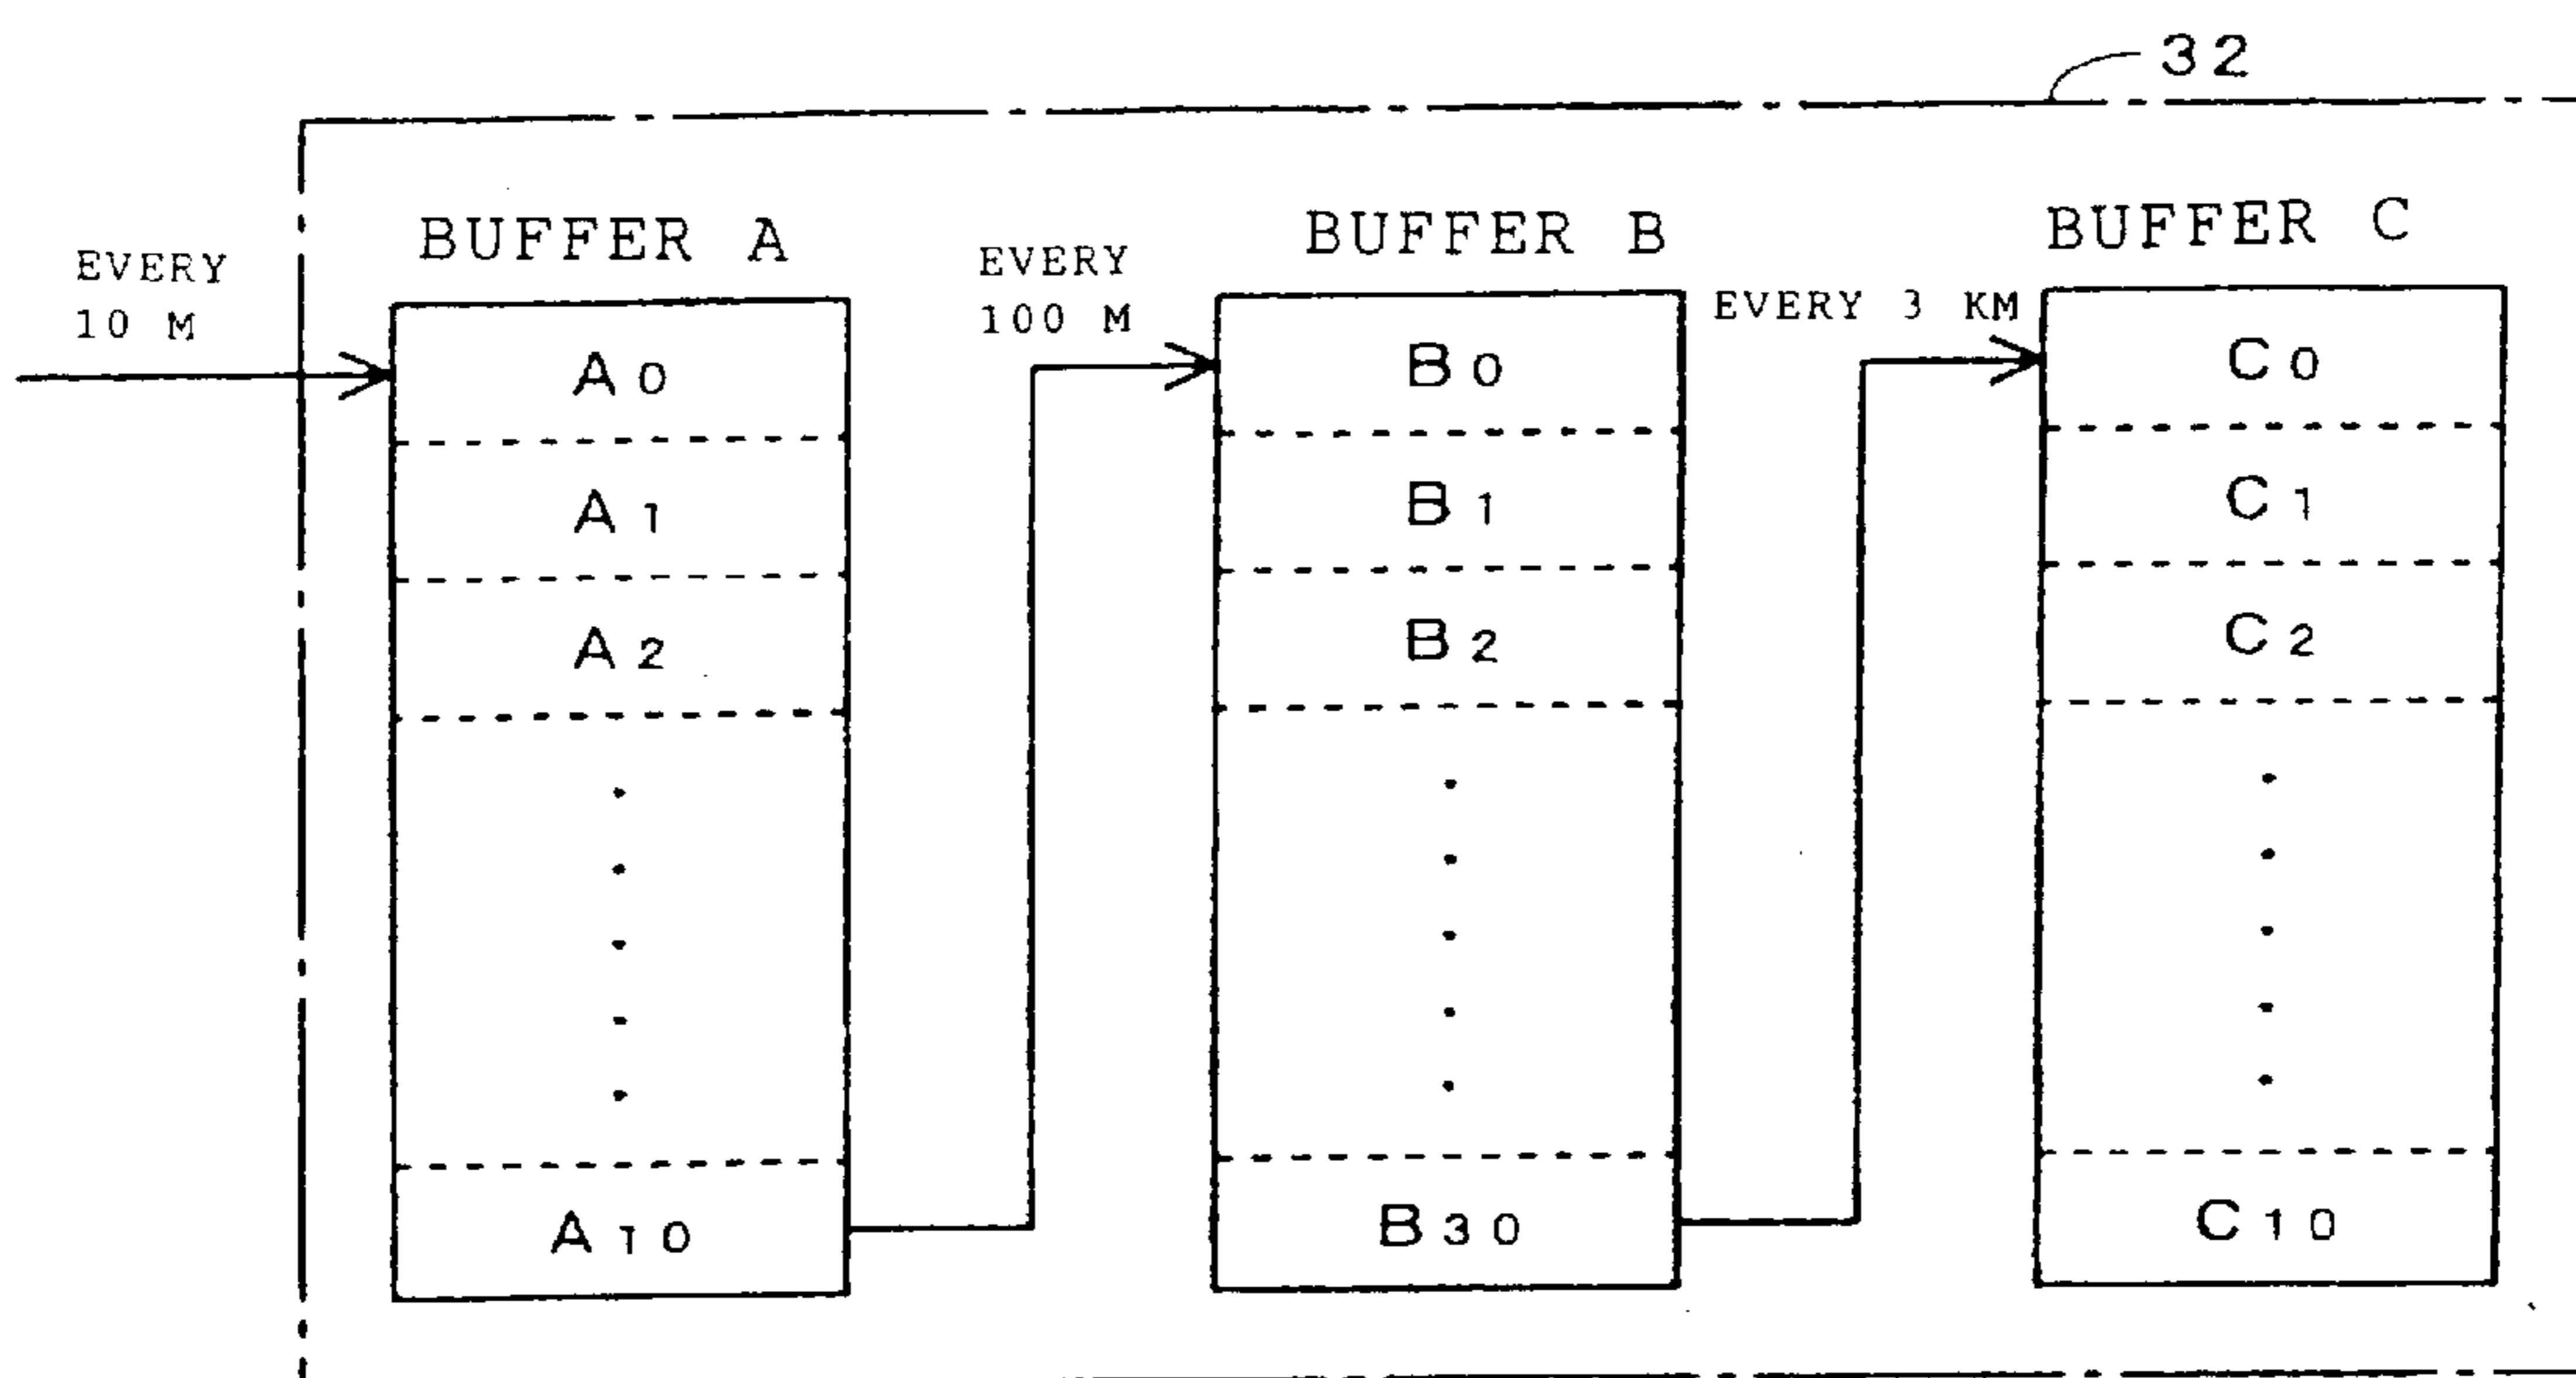 32
BUFFER A
BUFFER B
BUFFER C
EVERY
10 M
EVERY
100 M
EVERY 3 KM
A0
A1
A2
A10
B0
B1
B2
B30
C0
C1
C2
C10